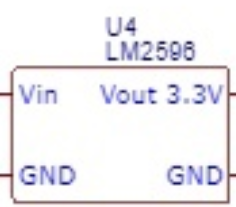 U4
LM2596
Vin Vout 3.3V
GND GND